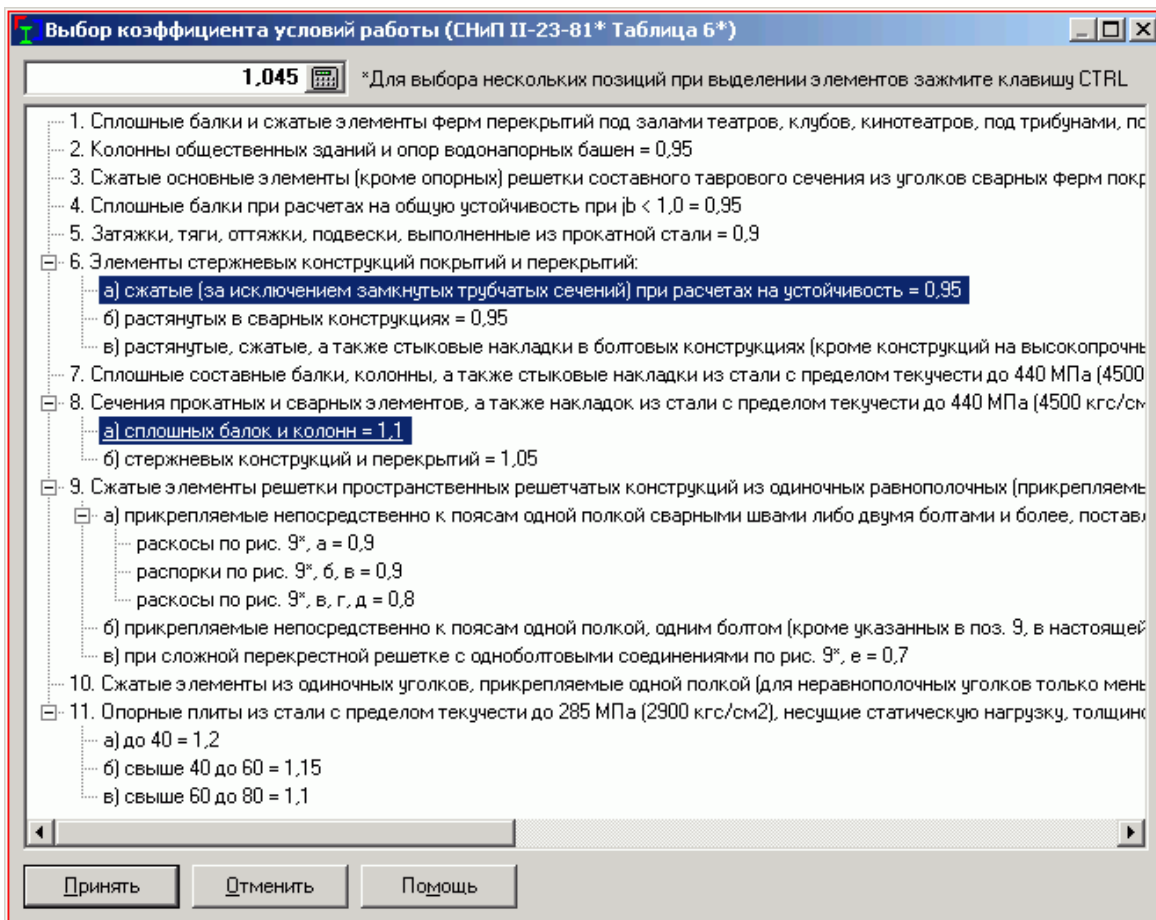 Выбор коэффициента условий работы (СНиП II-23-81* Таблица 6*)
1,045 *Для выбора нескольких позиций при выделении элементов зажмите клавишу CTRL
1. Сплошные балки и сжатые элементы ферм перекрытий под залами театров, клубов, кинотеатров, под трибунами, по
2. Колонны общественных зданий и опор водонапорных башен = 0,95
3. Сжатые основные элементы (кроме опорных) решетки составного таврового сечения из уголков сварных ферм покр
4. Сплошные балки при расчетах на общую устойчивость при jb < 1,0 = 0,95
5. Затяжки, тяги, оттяжки, подвески, выполненные из прокатной стали = 0,9
6. Элементы стержневых конструкций покрытий и перекрытий:
а) сжатые (за исключением замкнутых трубчатых сечений) при расчетах на устойчивость = 0,95
б) растянутых в сварных конструкциях = 0,95
в) растянутые, сжатые, а также стыковые накладки в болтовых конструкциях (кроме конструкций на высокопрочны
7. Сплошные составные балки, колонны, а также стыковые накладки из стали с пределом текучести до 440 МПа (4500
8. Сечения прокатных и сварных элементов, а также накладок из стали с пределом текучести до 440 МПа (4500 кгс/см
а) сплошных балок и колонн = 1,1
б) стержневых конструкций и перекрытий = 1,05
9. Сжатые элементы решетки пространственных решетчатых конструкций из одиночных равнополочных (прикрепляемы
а) прикрепляемые непосредственно к поясам одной полкой сварными швами либо двумя болтами и более, постав
раскосы по рис. 9*, а = 0,9
распорки по рис. 9*, б, в = 0,9
раскосы по рис. 9*, в, г, д = 0,8
б) прикрепляемые непосредственно к поясам одной полкой, одним болтом (кроме указанных в поз. 9, в настоящей
в) при сложной перекрестной решетке с одноболтовыми соединениями по рис. 9*, е = 0,7
10. Сжатые элементы из одиночных уголков, прикрепляемые одной полкой (для неравнополочных уголков только мень
11. Опорные плиты из стали с пределом текучести до 285 МПа (2900 кгс/см2), несущие статическую нагрузку, толщино
а) до 40 = 1,2
б) свыше 40 до 60 = 1,15
в) свыше 60 до 80 = 1,1
Принять Отменить Помощь